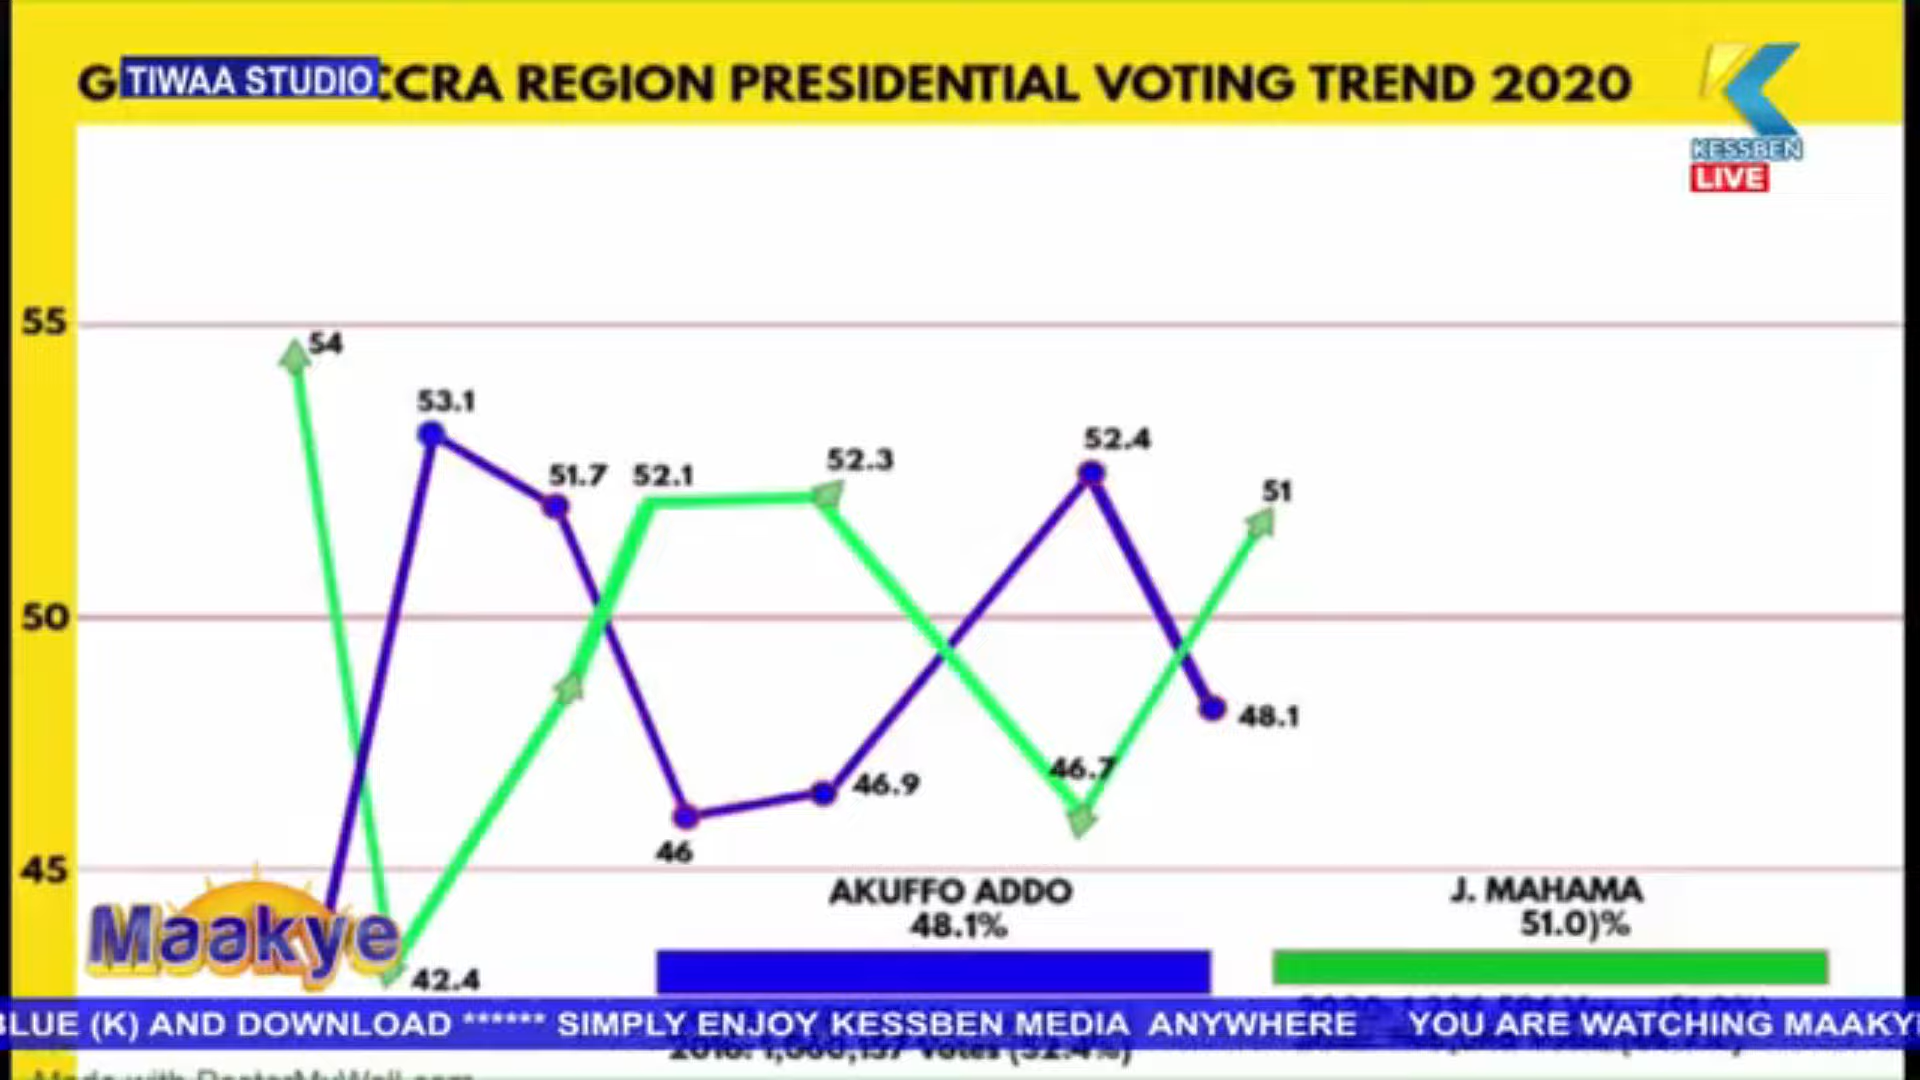 G
TIWAA STUDIO
CCRA REGION PRESIDENTIAL VOTING TREND 2020
KESSBEN
LIVE
55
54
53.1
51.7
52.1
52.3
52.4
51
50
48.1
46.7
46.9
46
45
AKUFFO ADDO
48.1%
J. MAHAMA
51.0)%
Maakye
42.4
BLUE (K) AND DOWNLOAD ****** SIMPLY ENJOY KESSBEN MEDIA ANYWHERE YOU ARE WATCHING MAAKY